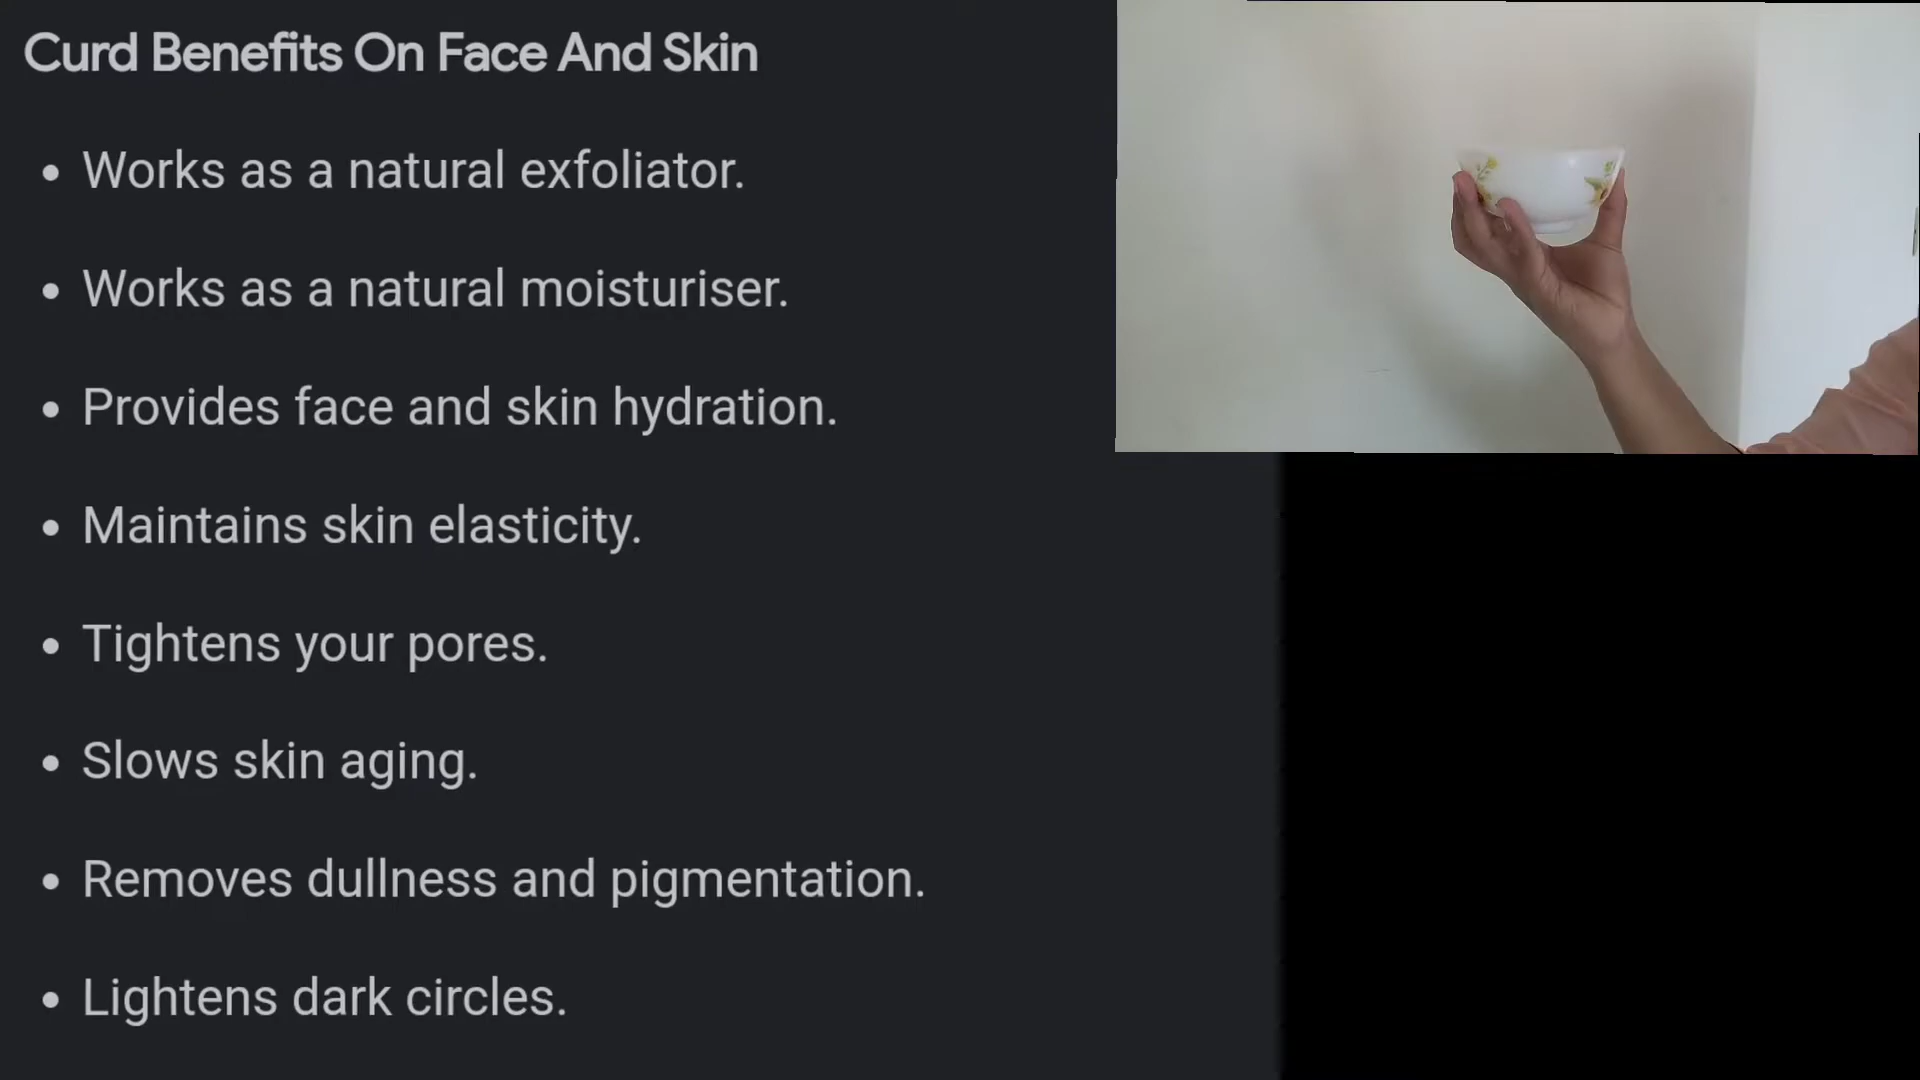 Curd Benefits On Face And Skin
• Works as a natural exfoliator.
• Works as a natural moisturiser.
• Provides face and skin hydration.
• Maintains skin elasticity.
• Tightens your pores.
• Slows skin aging.
• Removes dullness and pigmentation.
• Lightens dark circles.